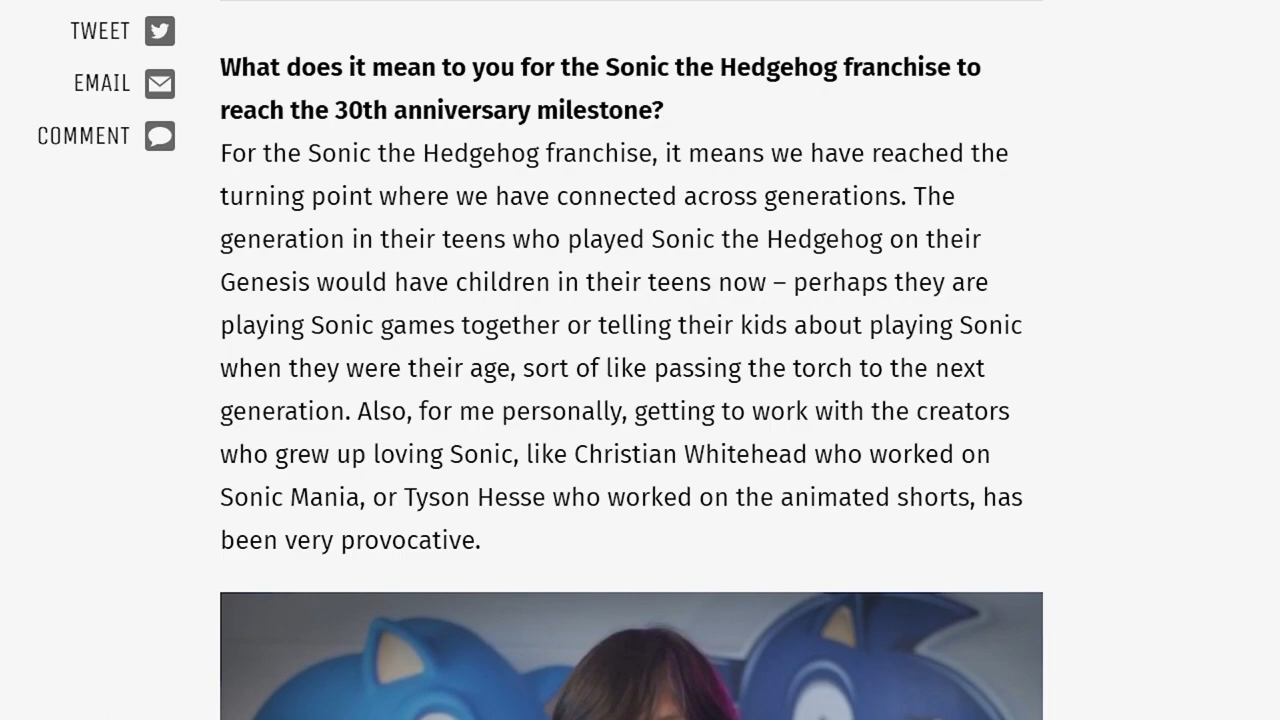 TWEET
EMAIL
COMMENT
What does it mean to you for the Sonic the Hedgehog franchise to
reach the 30th anniversary milestone?
For the Sonic the Hedgehog franchise, it means we have reached the
turning point where we have connected across generations. The
generation in their teens who played Sonic the Hedgehog on their
Genesis would have children in their teens now – perhaps they are
playing Sonic games together or telling their kids about playing Sonic
when they were their age, sort of like passing the torch to the next
generation. Also, for me personally, getting to work with the creators
who grew up loving Sonic, like Christian Whitehead who worked on
Sonic Mania, or Tyson Hesse who worked on the animated shorts, has
been very provocative.